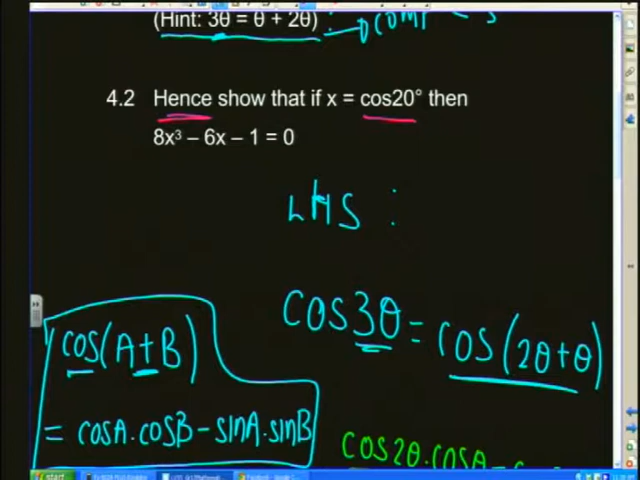 (Hint: 3θ = θ + 2θ) :
4.2 Hence show that if x = cos20° then
8x³ – 6x – 1 = 0
LHS :
cos3θ = cos(2θ+θ)
cos(A+B)
= cosA.cosB - sinA.sinB
cos2θ.cosθ -
start